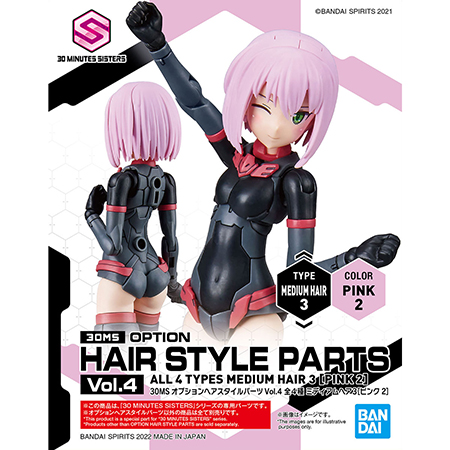 ©BANDAI SPIRITS 2021
30 MINUTES SISTERS
TYPE
MEDIUM HAIR
3
COLOR
PINK
2
30MS OPTION
HAIR STYLE PARTS
Vol.4
ALL 4 TYPES MEDIUM HAIR 3 [PINK 2]
30MS オプションヘアスタイルパーツ Vol.4 全4種 ミディアムヘア3[ピンク 2]
※この商品は、「30 MINUTES SISTERS」シリーズの専用パーツです。
※オプションヘアスタイルパーツ以外の商品は全て別売りです。
*This product is a special part for "30 MINUTES SISTERS" series.
*Products other than OPTION HAIR STYLE PARTS are sold separately.
※画像はイメージです。
*The images are for illustrative
purposes only.
BAN
DAI
BANDAI SPIRITS 2022 MADE IN JAPAN